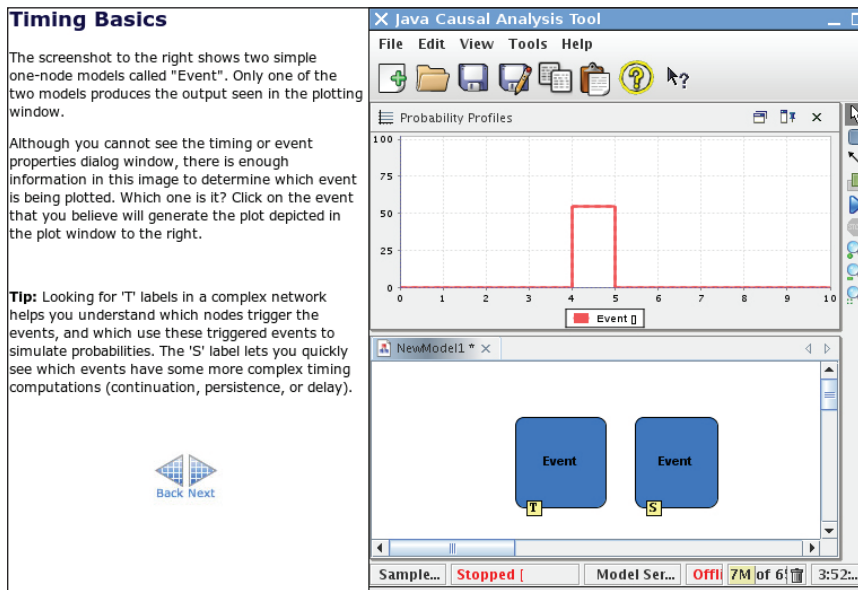 Timing Basics
The screenshot to the right shows two simple
one-node models called "Event". Only one of the
two models produces the output seen in the plotting
window.
Although you cannot see the timing or event
properties dialog window, there is enough
information in this image to determine which event
is being plotted. Which one is it? Click on the event
that you believe will generate the plot depicted in
the plot window to the right.
Tip: Looking for 'T' labels in a complex network
helps you understand which nodes trigger the
events, and which use these triggered events to
simulate probabilities. The 'S' label lets you quickly
see which events have some more complex timing
computations (continuation, persistence, or delay).
Back Next
Java Causal Analysis Tool
File Edit View Tools Help
Probability Profiles
100
75
50
25
0
0 1 2 3 4 5 6 7 8 9 10
Event []
NewModel1 *
Event Event
T S
Sample... Stopped [ Model Ser... Offli 7M of 3:52:...